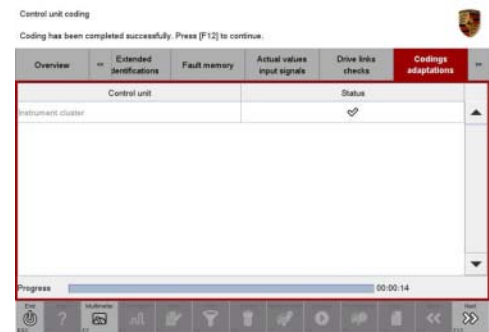 Control unit coding
Coding has been completed successfully. Press [F12] to continue.
Overview
<<
Extended
identifications
Fault memory
Actual values
input signals
Drive links
checks
Codings
adaptations
>>
Control unit
Status
Instrument cluster
Progress
00:00:14
Multimeter
Next